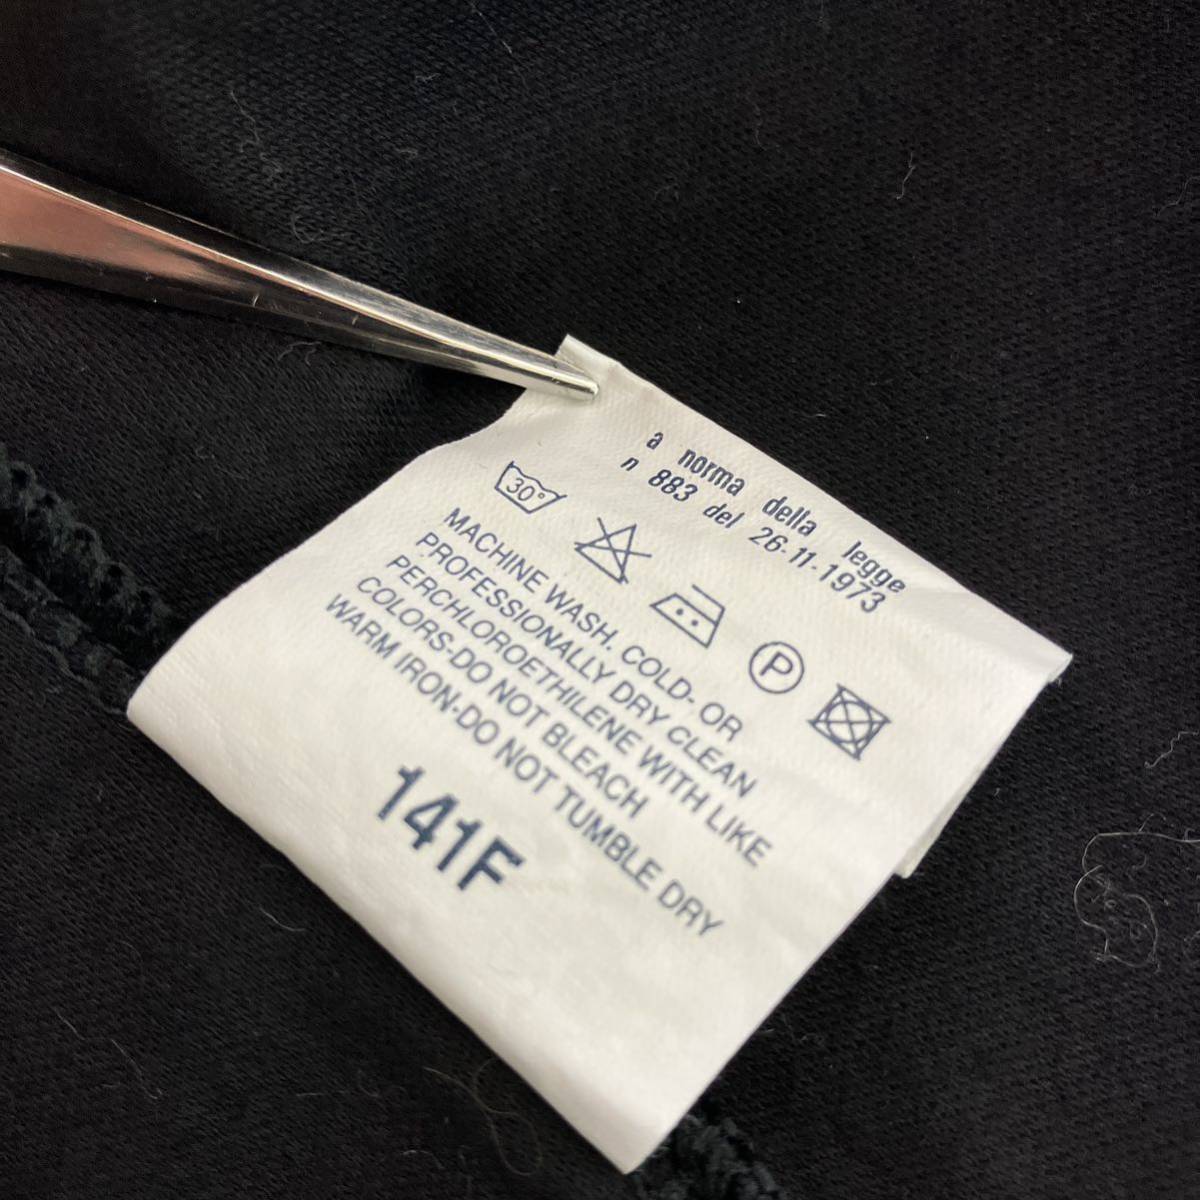 a norma della legge
n 883 del 26-11-1973
30°
P
MACHINE WASH. COLD- OR
PROFESSIONALLY DRY CLEAN
PERCHLOROETHILENE WITH LIKE
COLORS-DO NOT BLEACH
WARM IRON-DO NOT TUMBLE DRY
141F